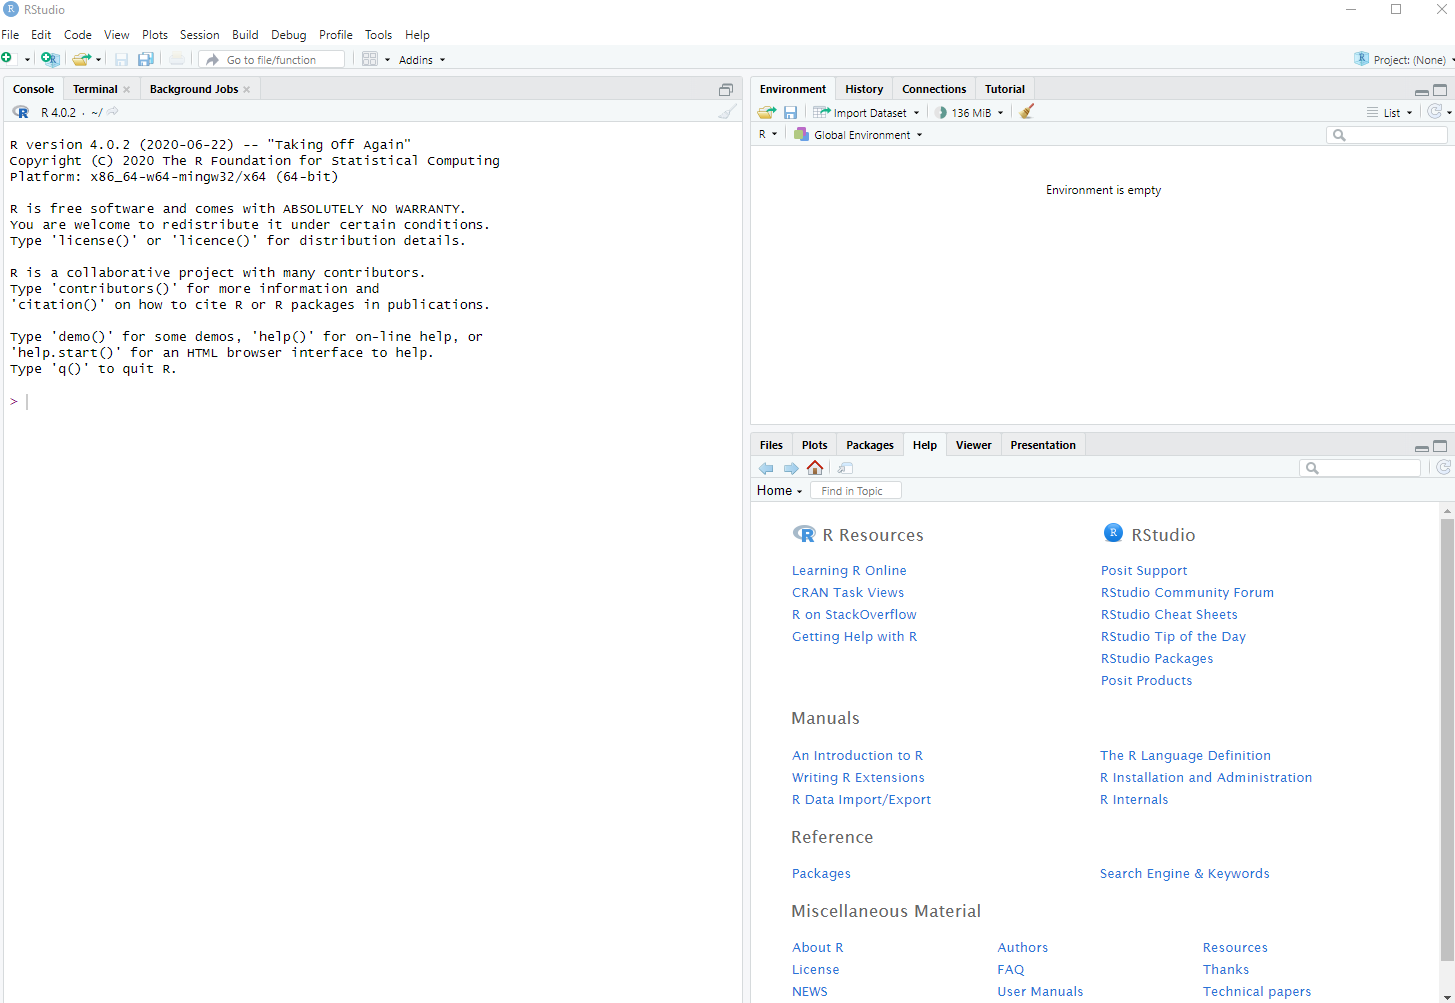 RStudio
File Edit Code View Plots Session Build Debug Profile Tools Help
Go to file/function Addins Project: (None)
Console Terminal Background Jobs
R 4.0.2 · ~/
R version 4.0.2 (2020-06-22) -- "Taking Off Again"
Copyright (C) 2020 The R Foundation for Statistical Computing
Platform: x86_64-w64-mingw32/x64 (64-bit)
R is free software and comes with ABSOLUTELY NO WARRANTY.
You are welcome to redistribute it under certain conditions.
Type 'license()' or 'licence()' for distribution details.
R is a collaborative project with many contributors.
Type 'contributors()' for more information and
'citation()' on how to cite R or R packages in publications.
Type 'demo()' for some demos, 'help()' for on-line help, or
'help.start()' for an HTML browser interface to help.
Type 'q()' to quit R.
>
Environment History Connections Tutorial
Import Dataset 136 MiB List
R Global Environment
Environment is empty
Files Plots Packages Help Viewer Presentation
Home Find in Topic
R Resources
Learning R Online
CRAN Task Views
R on StackOverflow
Getting Help with R
RStudio
Posit Support
RStudio Community Forum
RStudio Cheat Sheets
RStudio Tip of the Day
RStudio Packages
Posit Products
Manuals
An Introduction to R The R Language Definition
Writing R Extensions R Installation and Administration
R Data Import/Export R Internals
Reference
Packages Search Engine & Keywords
Miscellaneous Material
About R Authors Resources
License FAQ Thanks
NEWS User Manuals Technical papers